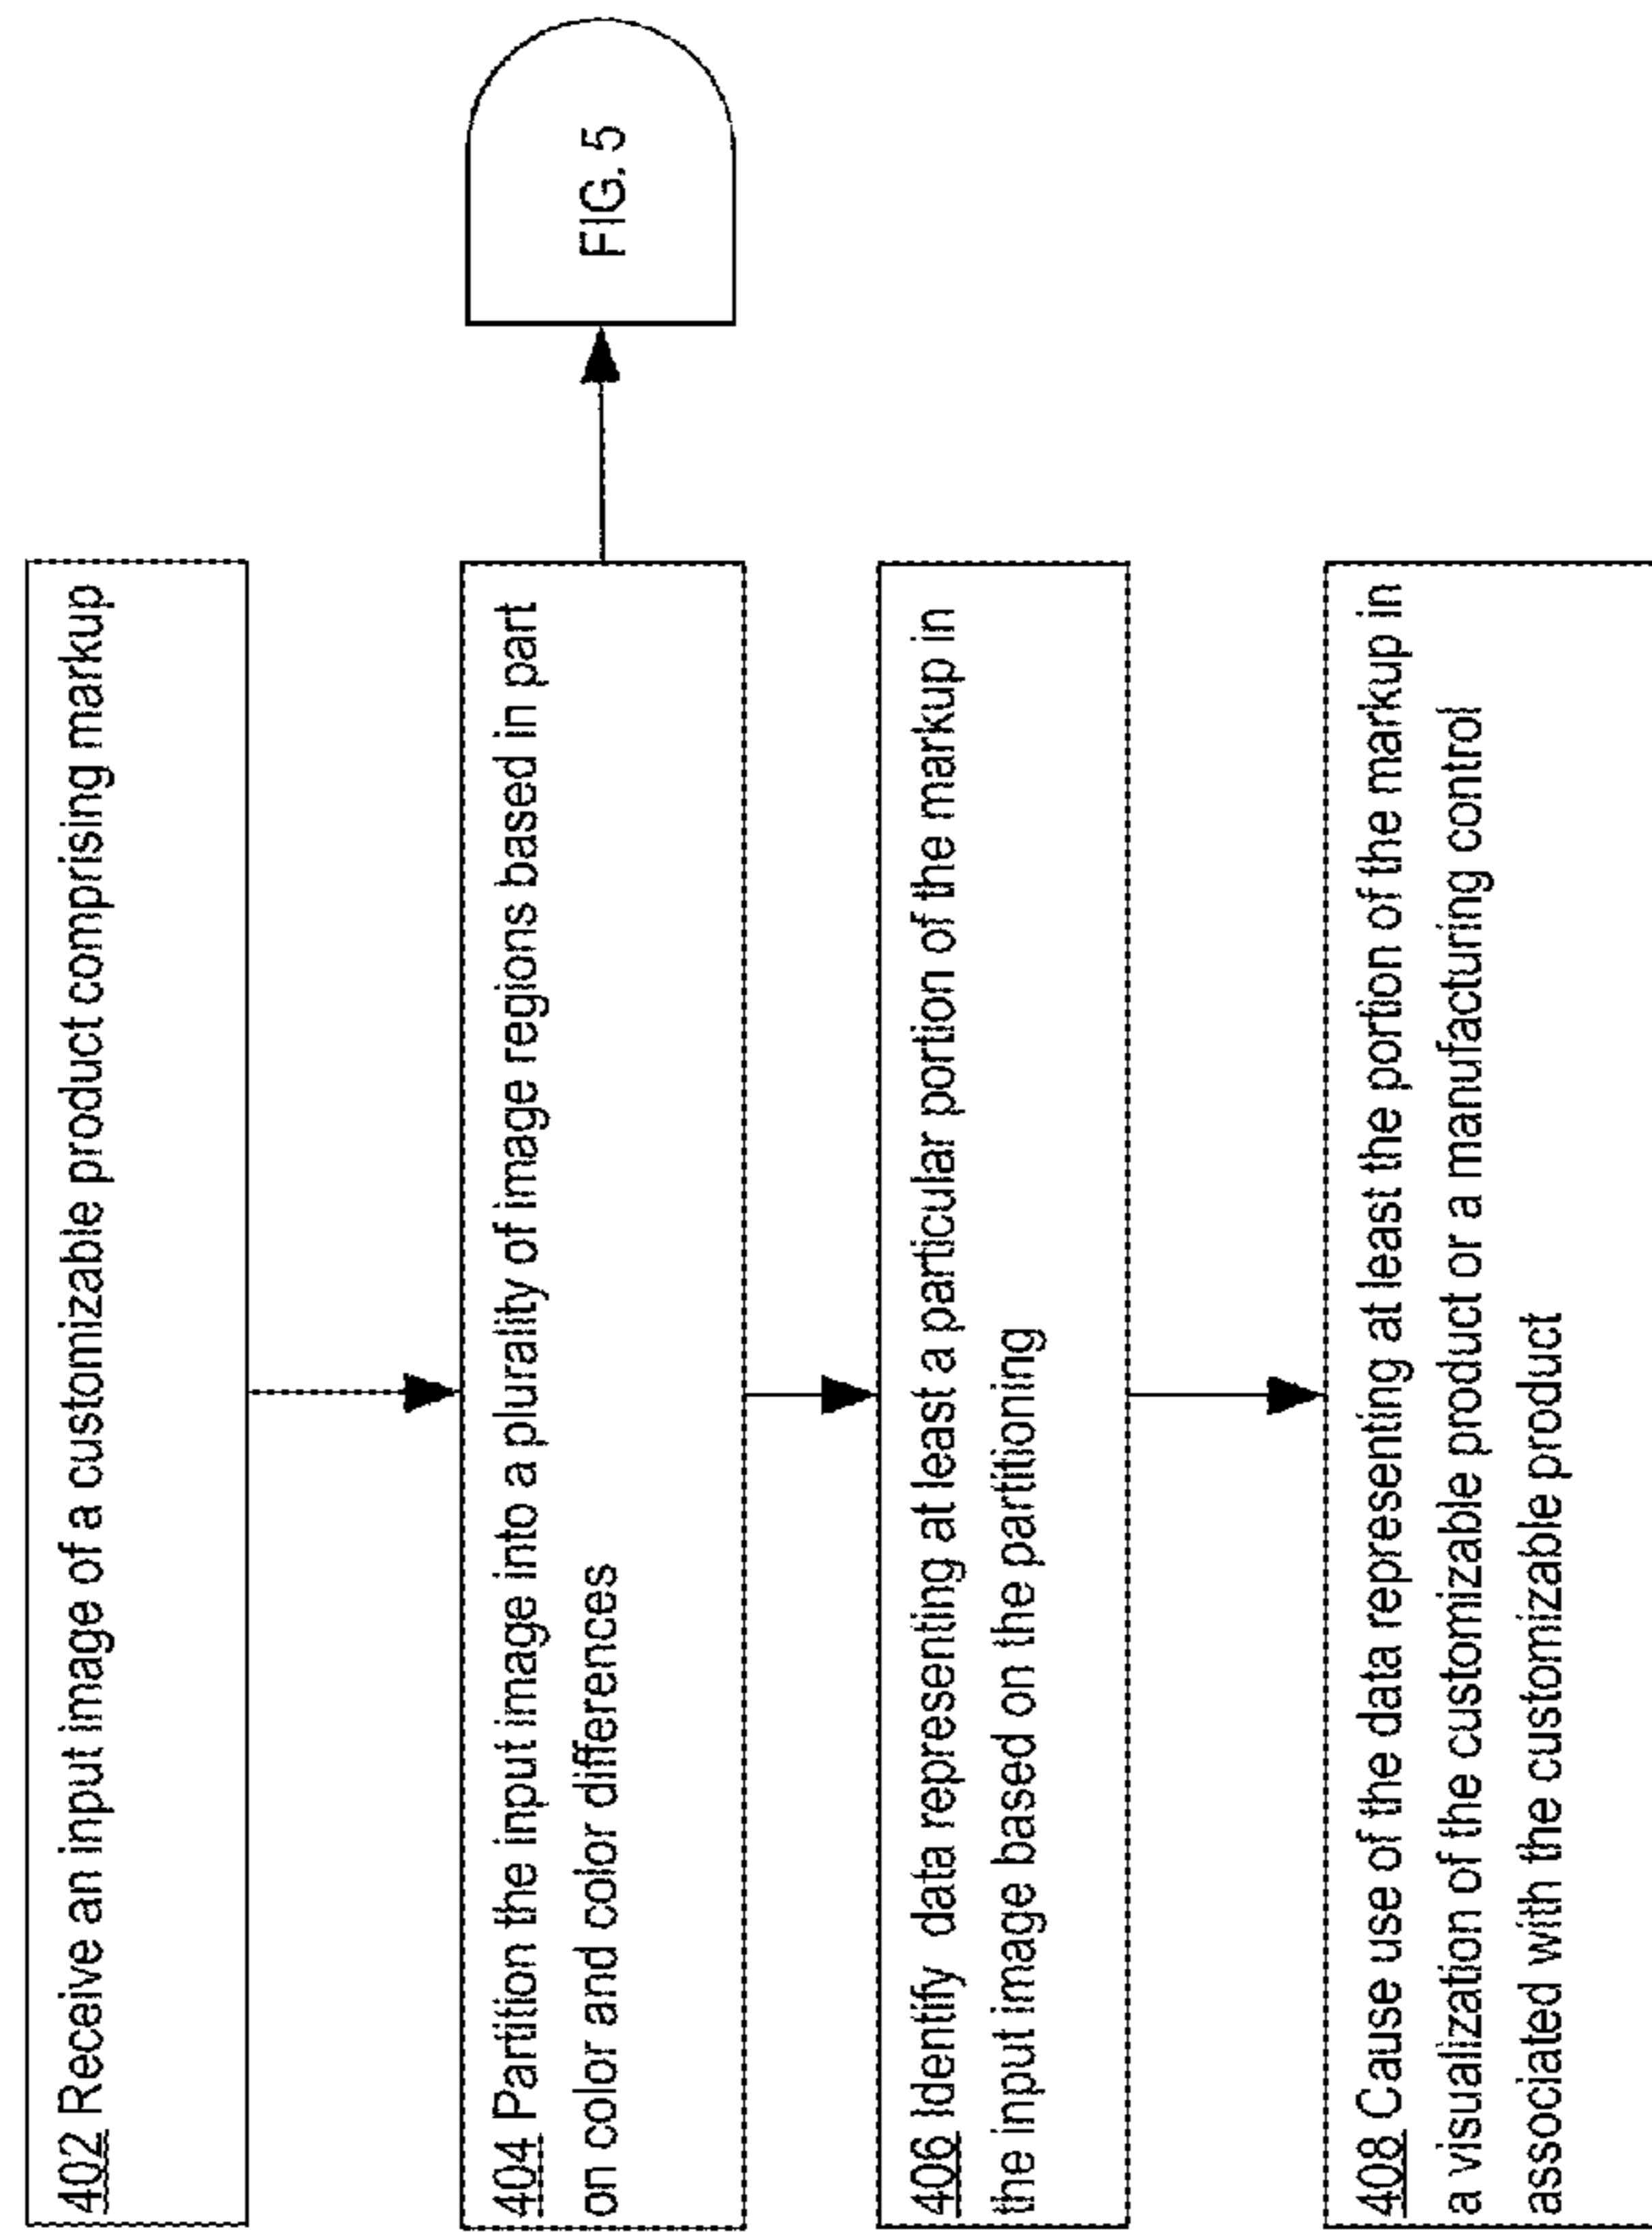 402 Receive an input image of a customizable product comprising markup
404 Partition the input image into a plurality of image regions based in part
on color and color differences
FIG. 5
406 Identify data representing at least a particular portion of the markup in
the input image based on the partitioning
408 Cause use of the data representing at least the portion of the markup in
a visualization of the customizable product or a manufacturing control
associated with the customizable product